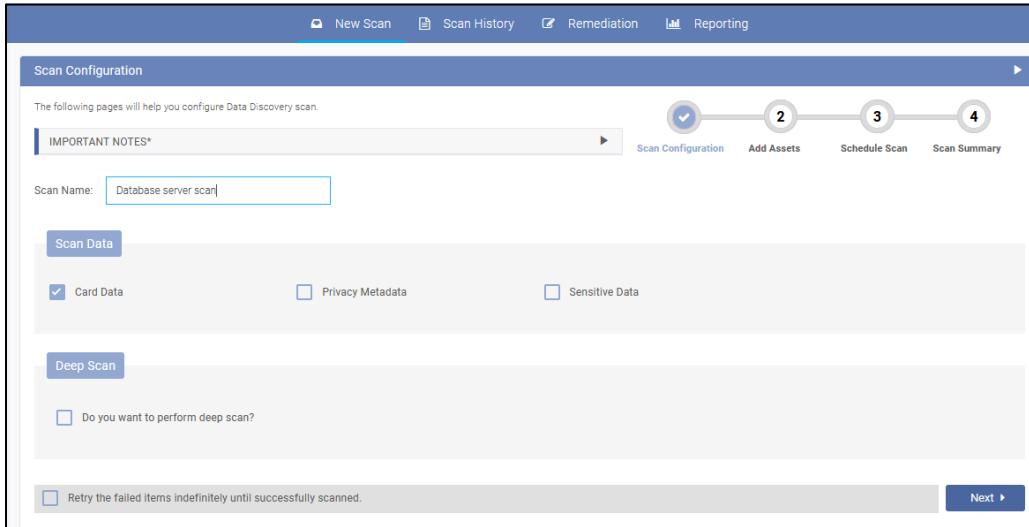 New Scan Scan History Remediation Reporting
Scan Configuration
The following pages will help you configure Data Discovery scan.
IMPORTANT NOTES*
2 3 4
Scan Configuration Add Assets Schedule Scan Scan Summary
Scan Name: Database server scan
Scan Data
Card Data Privacy Metadata Sensitive Data
Deep Scan
Do you want to perform deep scan?
Retry the failed items indefinitely until successfully scanned. Next